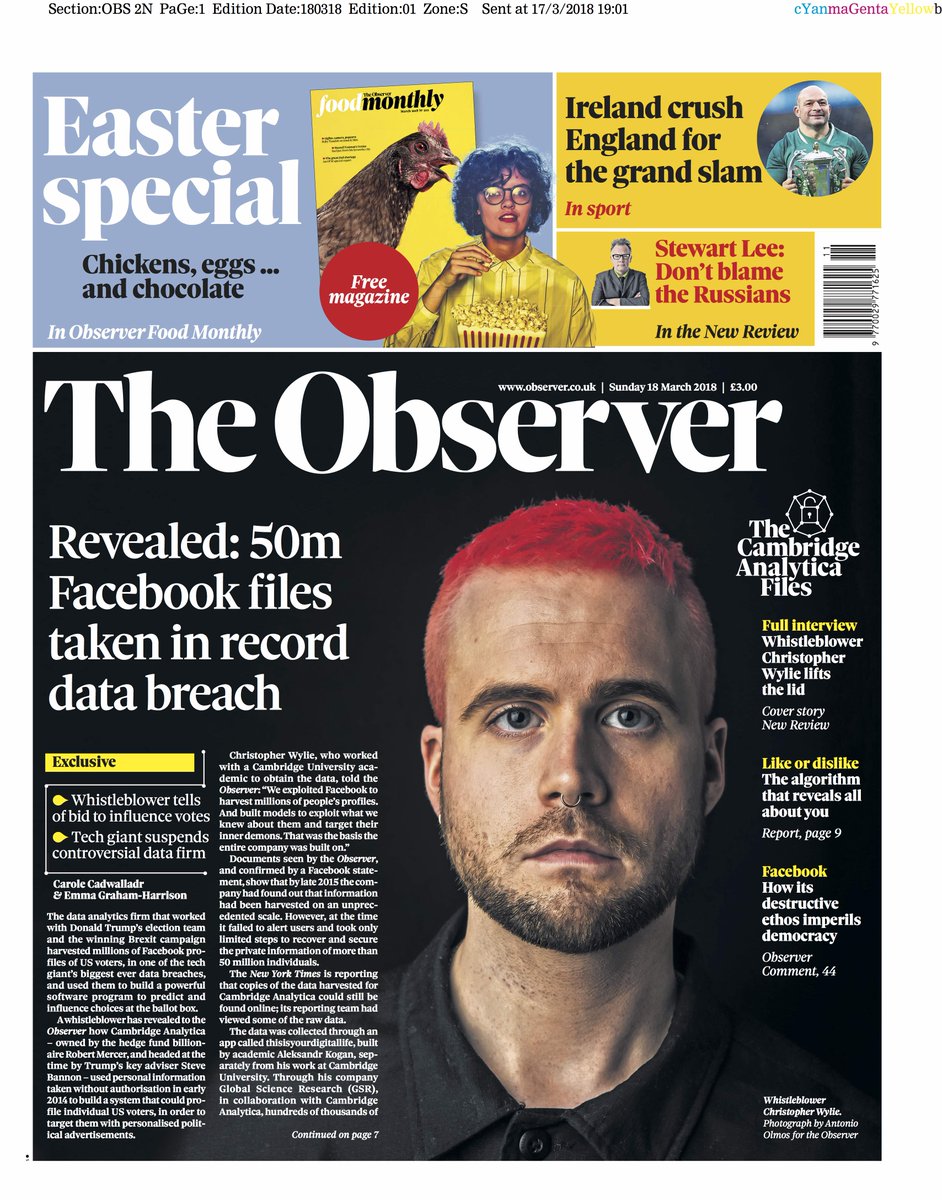 Section:OBS 2N PaGe:1 Edition Date:180318 Edition:01 Zone:S Sent at 17/3/2018 19:01
cYanmaGentaYellowb
Easter
special
Chickens, eggs ...
and chocolate
In Observer Food Monthly
The Observer
foodmonthly
Free
magazine
Ireland crush
England for
the grand slam
In sport
Stewart Lee:
Don't blame
the Russians
In the New Review
11
9 770029 771625
www.observer.co.uk | Sunday 18 March 2018 | £3.00
The Observer
Revealed: 50m
Facebook files
taken in record
data breach
Exclusive
Whistleblower tells
of bid to influence votes
Tech giant suspends
controversial data firm
Carole Cadwalladr
& Emma Graham-Harrison
The data analytics firm that worked
with Donald Trump's election team
and the winning Brexit campaign
harvested millions of Facebook pro-
files of US voters, in one of the tech
giant's biggest ever data breaches,
and used them to build a powerful
software program to predict and
influence choices at the ballot box.
A whistleblower has revealed to the
Observer how Cambridge Analytica
– owned by the hedge fund billion-
aire Robert Mercer, and headed at the
time by Trump's key adviser Steve
Bannon – used personal information
taken without authorisation in early
2014 to build a system that could pro-
file individual US voters, in order to
target them with personalised polit-
ical advertisements.
Christopher Wylie, who worked
with a Cambridge University aca-
demic to obtain the data, told the
Observer: "We exploited Facebook to
harvest millions of people's profiles.
And built models to exploit what we
knew about them and target their
inner demons. That was the basis the
entire company was built on."
Documents seen by the Observer,
and confirmed by a Facebook state-
ment, show that by late 2015 the com-
pany had found out that information
had been harvested on an unprec-
edented scale. However, at the time
it failed to alert users and took only
limited steps to recover and secure
the private information of more than
50 million individuals.
The New York Times is reporting
that copies of the data harvested for
Cambridge Analytica could still be
found online; its reporting team had
viewed some of the raw data.
The data was collected through an
app called thisisyourdigitallife, built
by academic Aleksandr Kogan, sep-
arately from his work at Cambridge
University. Through his company
Global Science Research (GSR),
in collaboration with Cambridge
Analytica, hundreds of thousands of
Continued on page 7
The
Cambridge
Analytica
Files
Full interview
Whistleblower
Christopher
Wylie lifts
the lid
Cover story
New Review
Like or dislike
The algorithm
that reveals all
about you
Report, page 9
Facebook
How its
destructive
ethos imperils
democracy
Observer
Comment, 44
Whistleblower
Christopher Wylie.
Photograph by Antonio
Olmos for the Observer